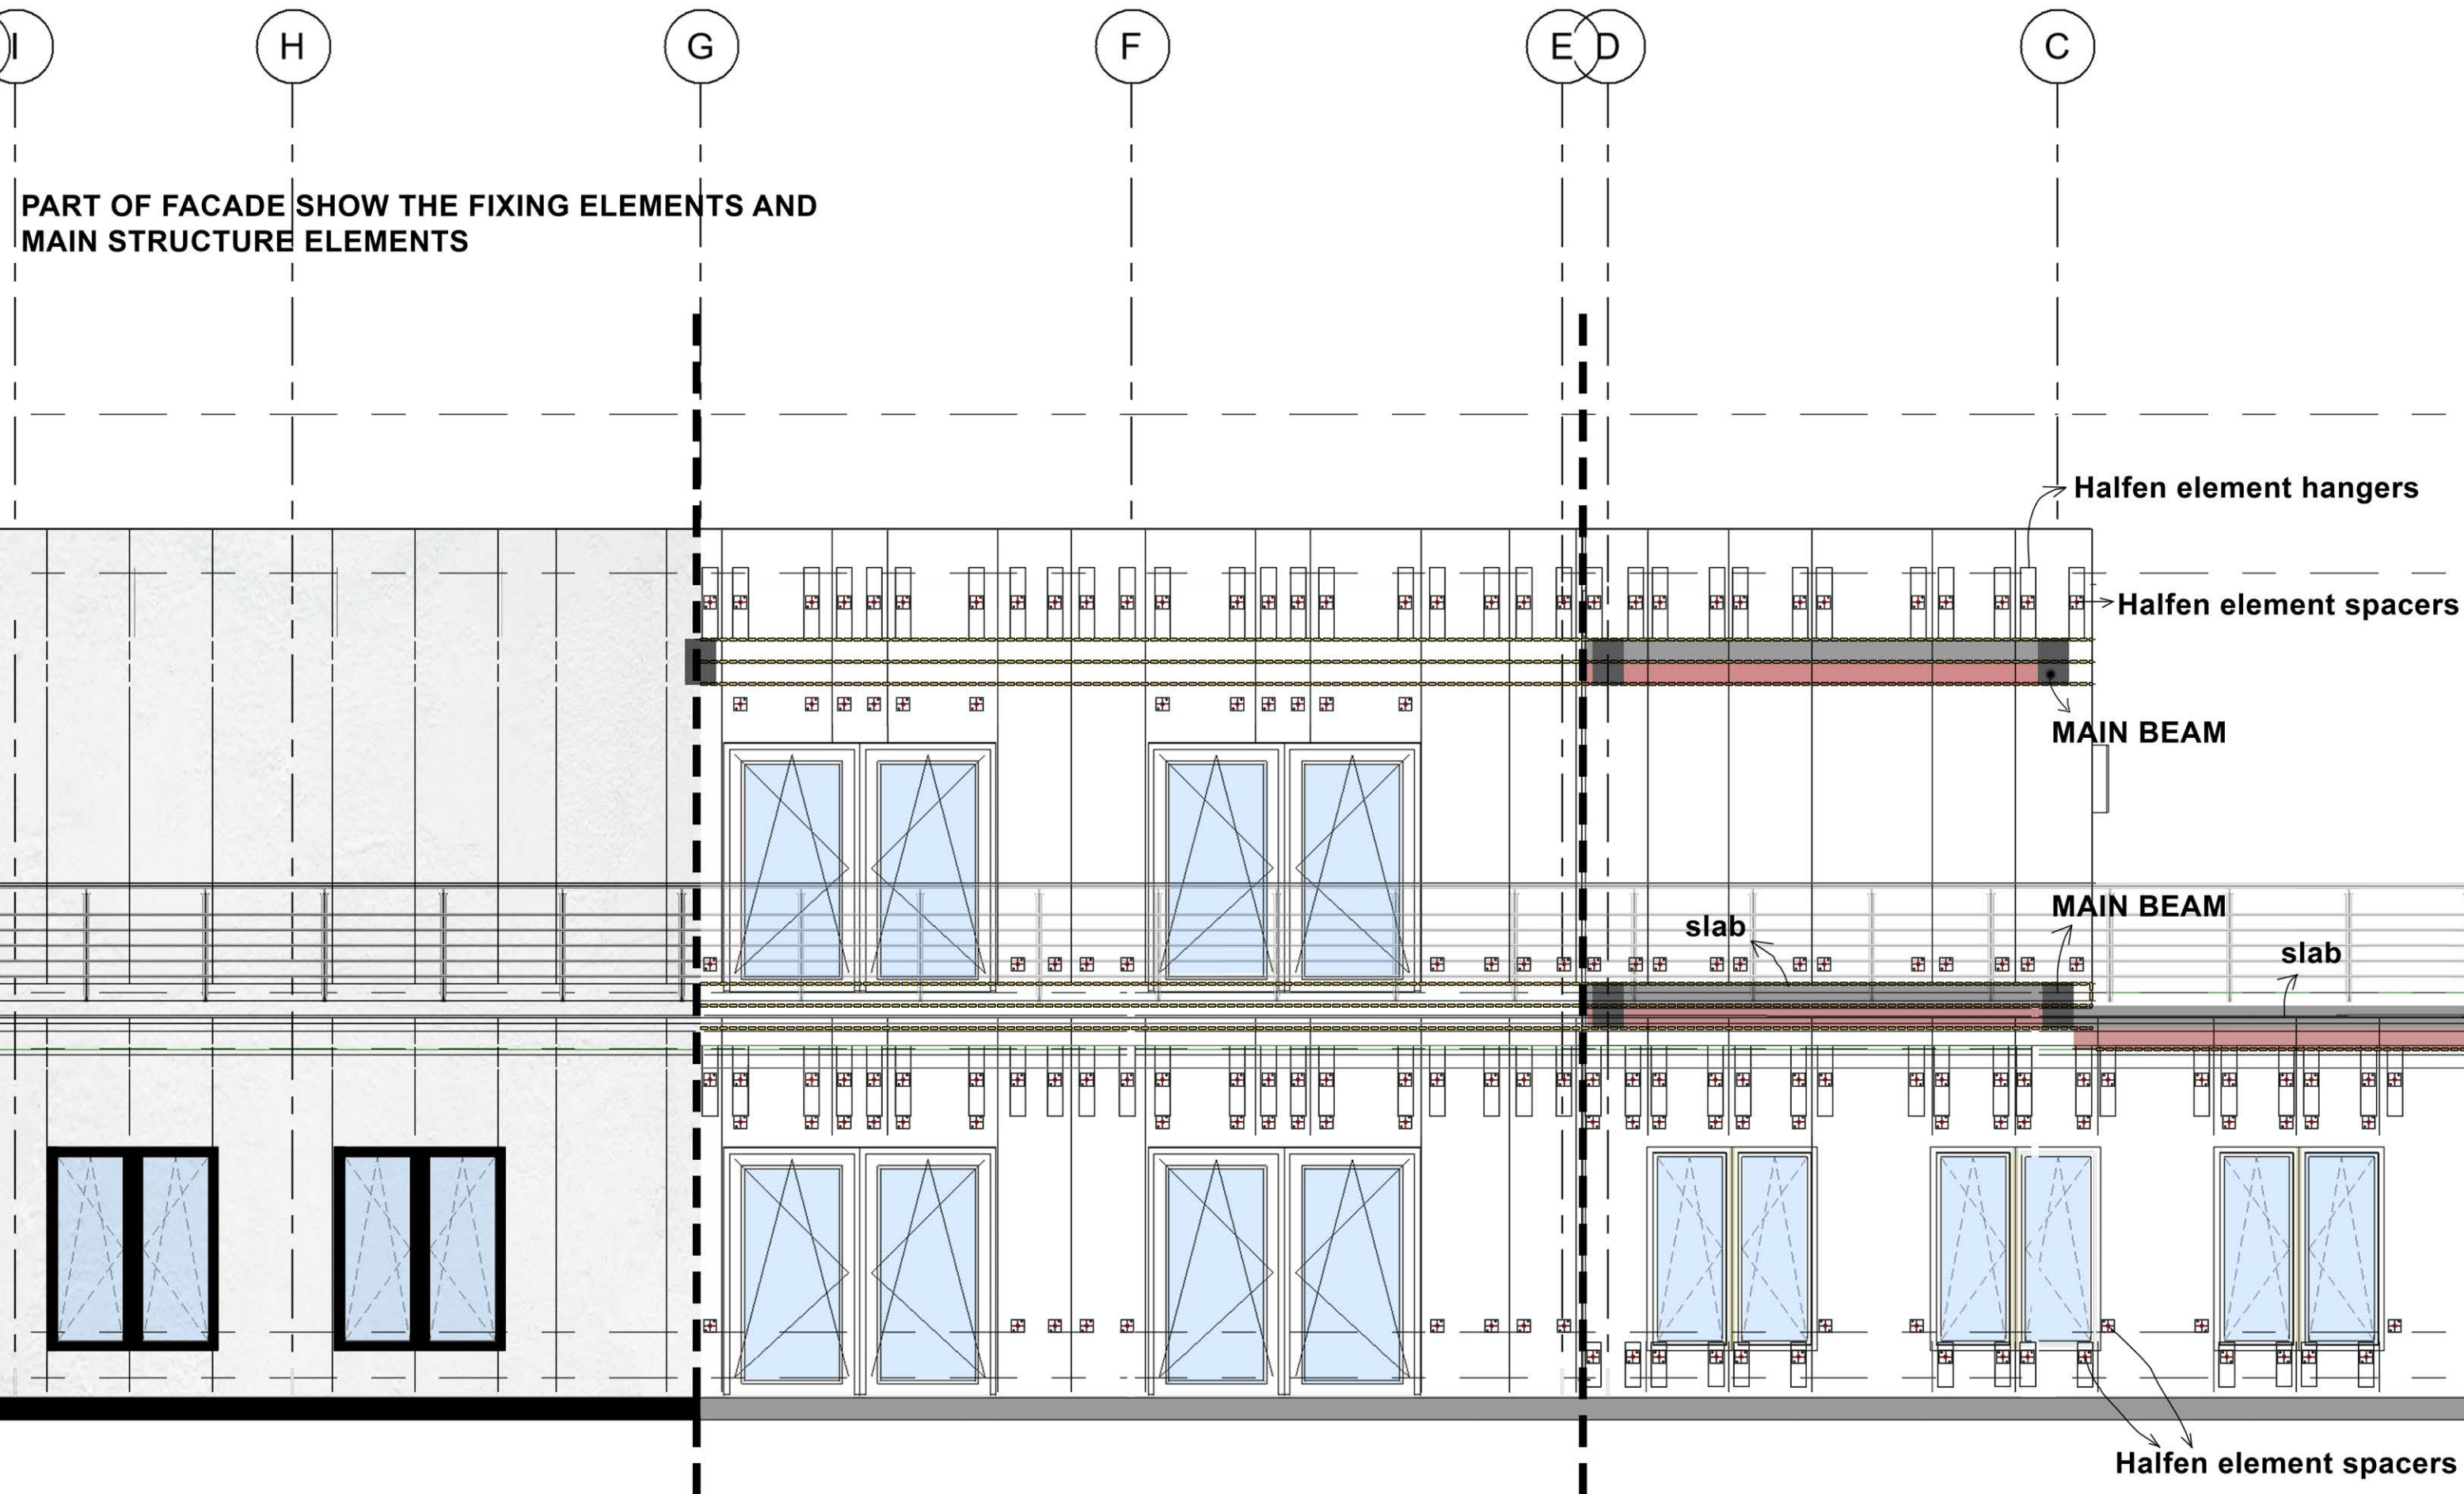 I
H
G
F
E
D
C
PART OF FACADE SHOW THE FIXING ELEMENTS AND
MAIN STRUCTURE ELEMENTS
Halfen element hangers
Halfen element spacers
MAIN BEAM
MAIN BEAM
slab
slab
Halfen element spacers